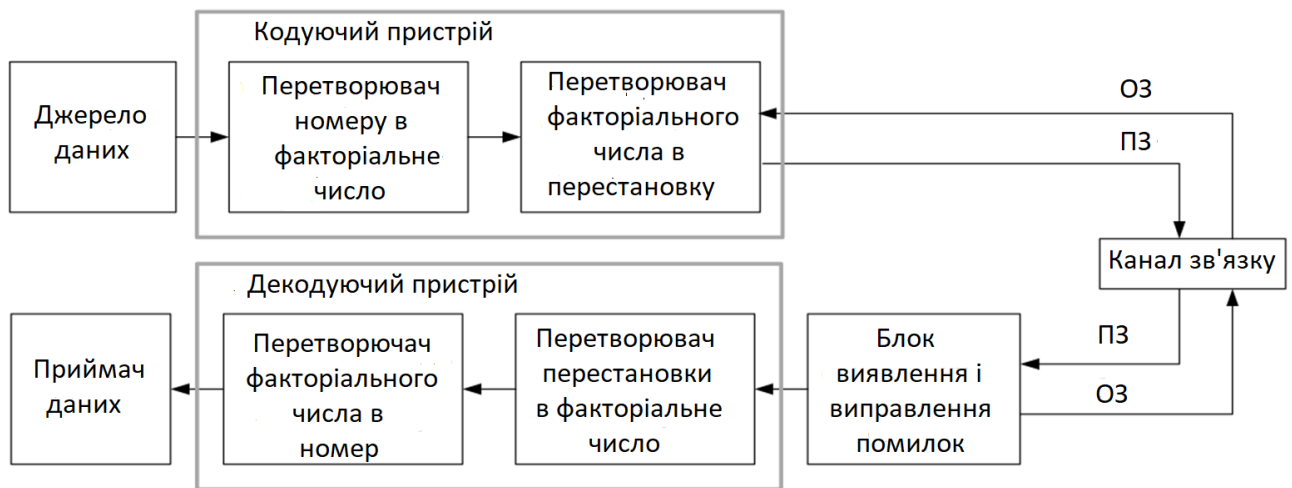 Кодуючий пристрій
Джерело
даних
Перетворювач
номеру в
факторіальне
число
Перетворювач
факторіального
числа в
перестановку
ОЗ
ПЗ
Канал зв'язку
Декодуючий пристрій
Приймач
даних
Перетворючач
факторіального
числа в
номер
Перетворювач
перестановки
в факторіальне
число
Блок
виявлення і
виправлення
помилок
ПЗ
ОЗ